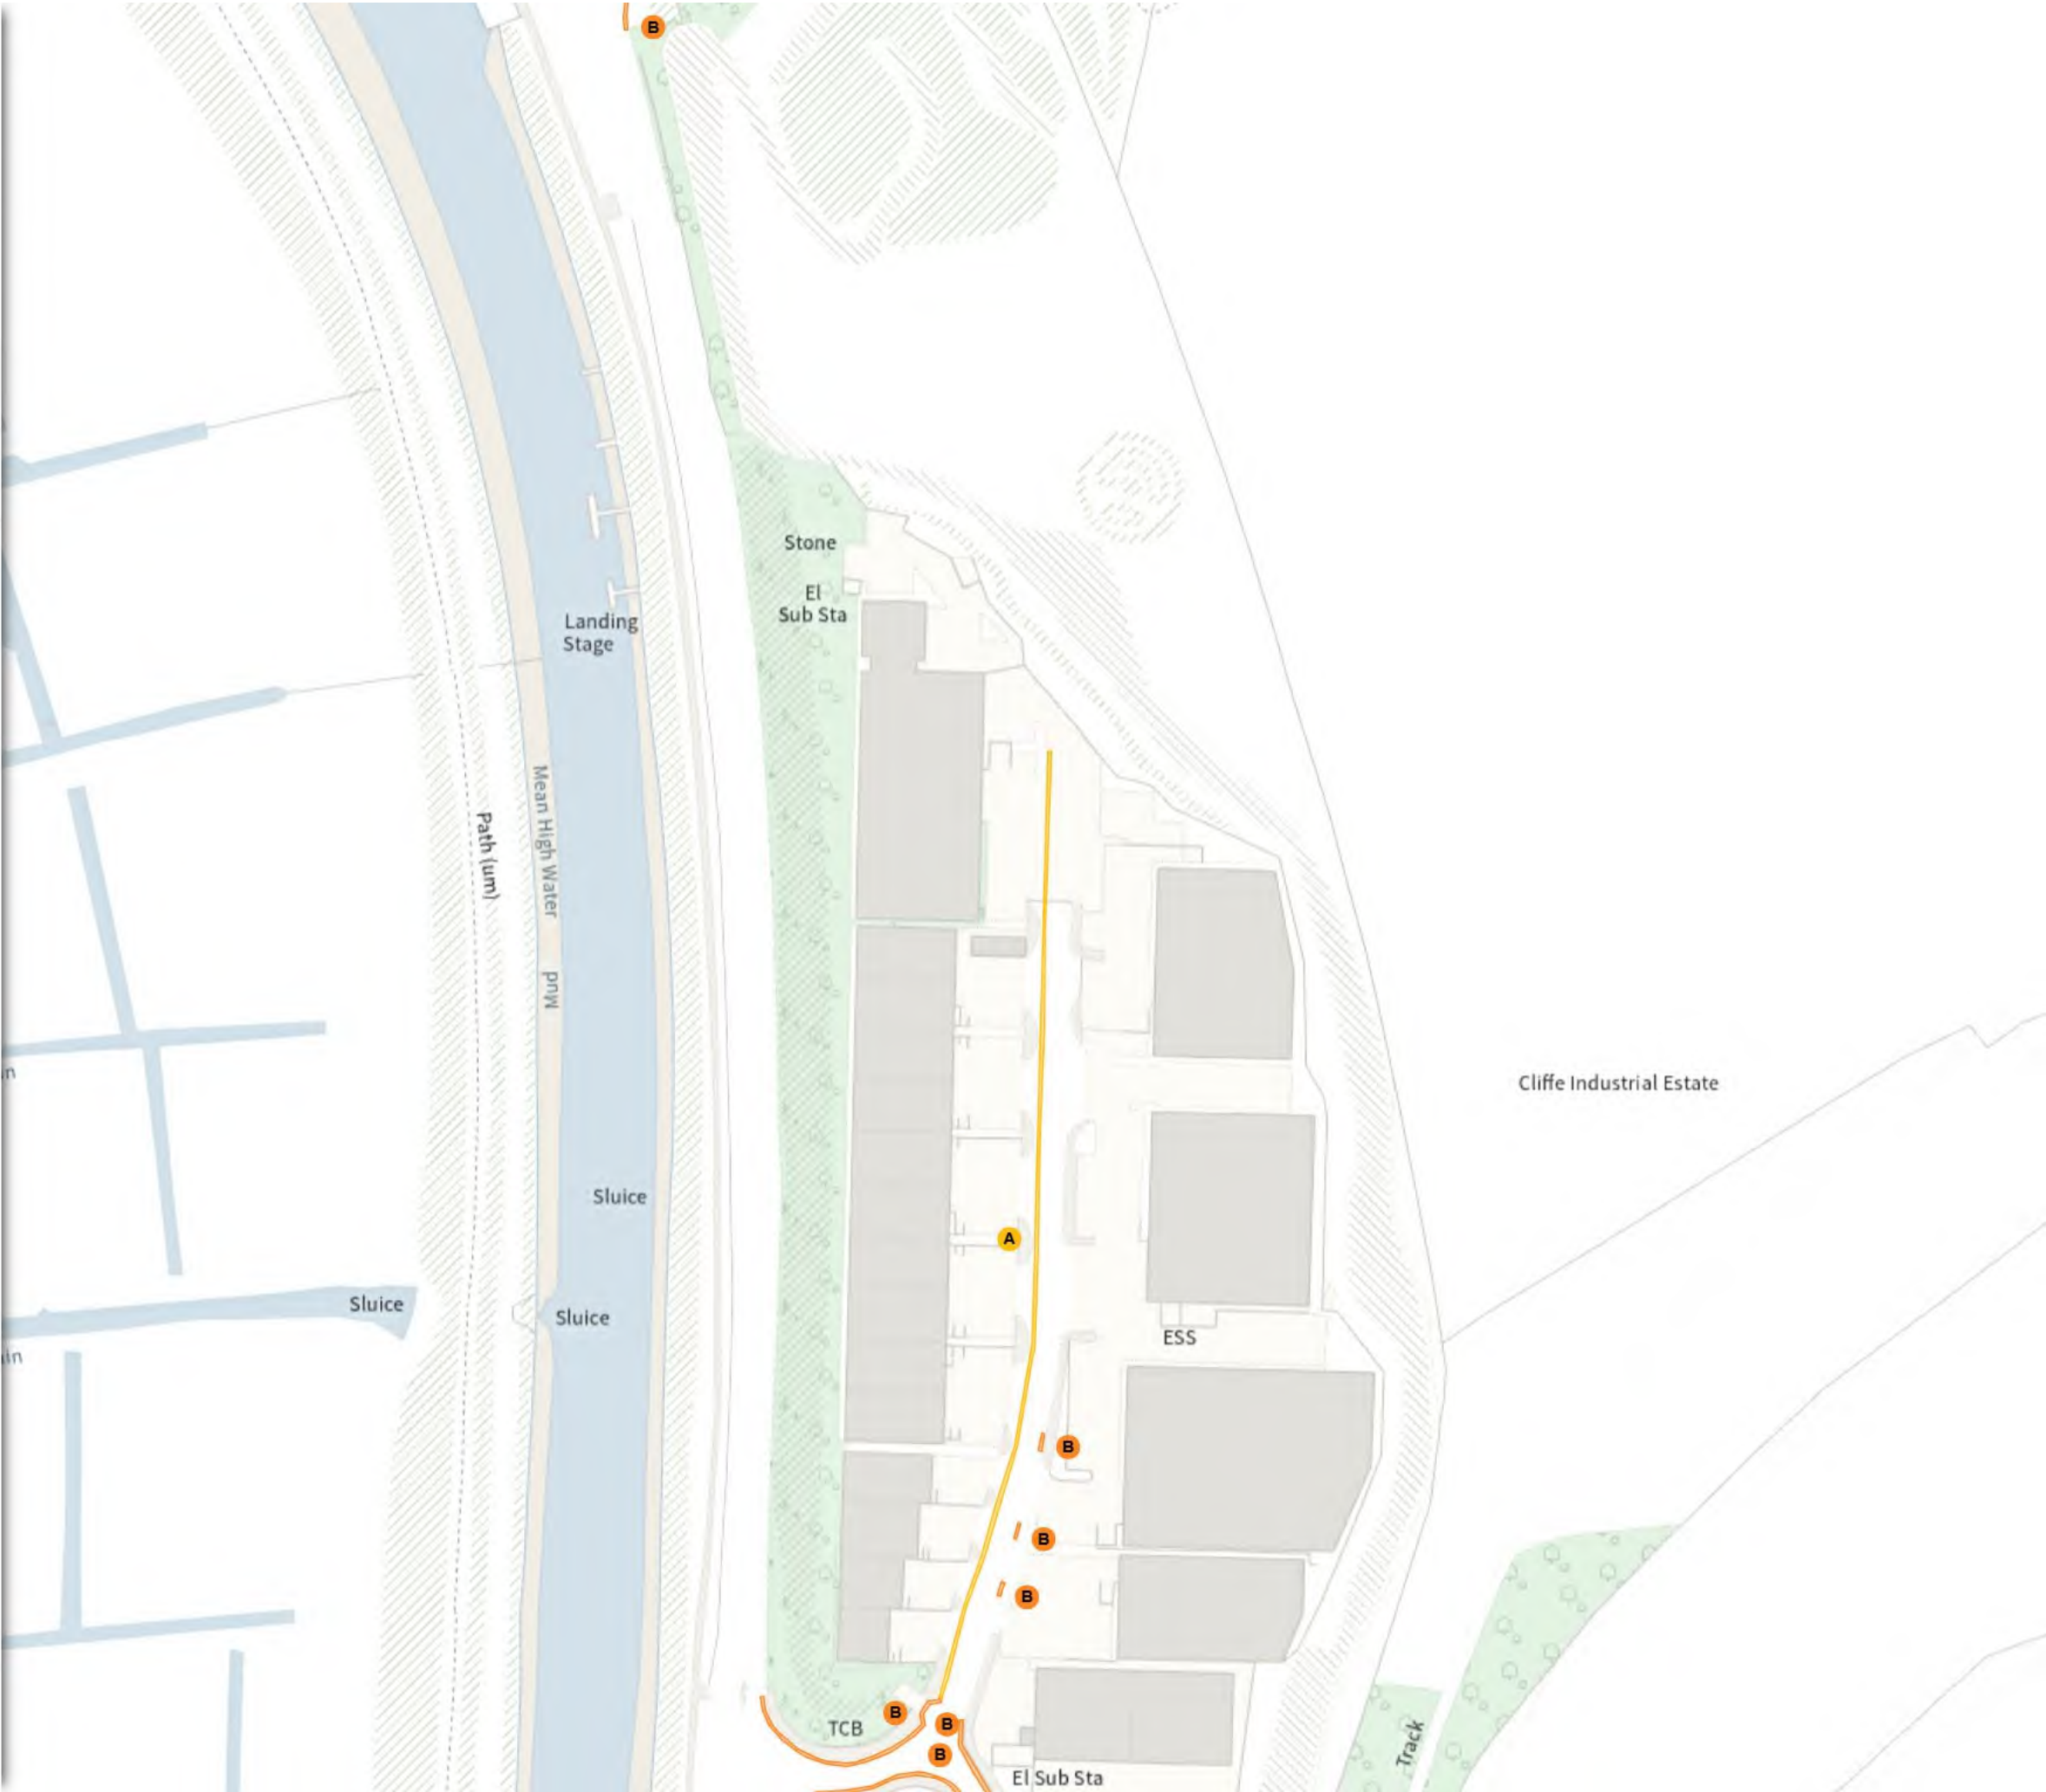 B
Stone
El
Sub Sta
Landing
Stage
Mean High Water
Path (um)
Mud
n
Cliffe Industrial Estate
Sluice
A
Sluice
Sluice
ESS
in
B
B
B
B
B
TCB
B
Track
El Sub Sta